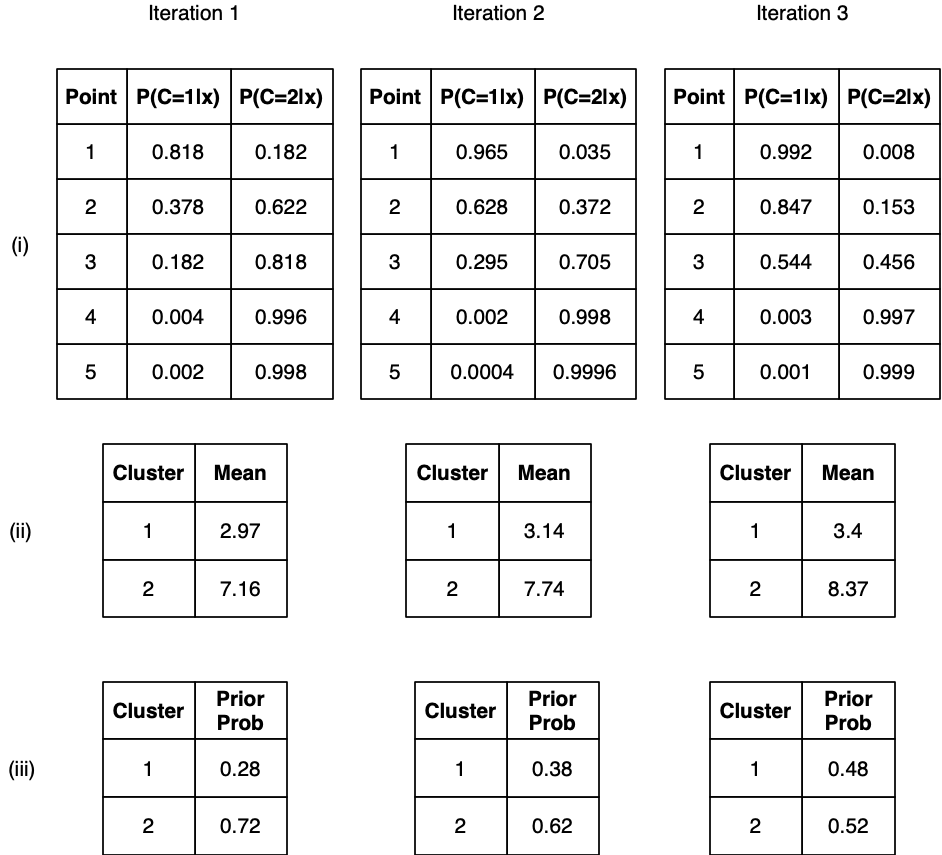 Iteration 1 Iteration 2 Iteration 3
Point P(C=1|x) P(C=2|x) Point P(C=1|x) P(C=2|x) Point P(C=1|x) P(C=2|x)
1 0.818 0.182 1 0.965 0.035 1 0.992 0.008
2 0.378 0.622 2 0.628 0.372 2 0.847 0.153
(i)
3 0.182 0.818 3 0.295 0.705 3 0.544 0.456
4 0.004 0.996 4 0.002 0.998 4 0.003 0.997
5 0.002 0.998 5 0.0004 0.9996 5 0.001 0.999
Cluster Mean Cluster Mean Cluster Mean
(ii) 1 2.97 1 3.14 1 3.4
2 7.16 2 7.74 2 8.37
Cluster Prior Prob Cluster Prior Prob Cluster Prior Prob
(iii) 1 0.28 1 0.38 1 0.48
2 0.72 2 0.62 2 0.52